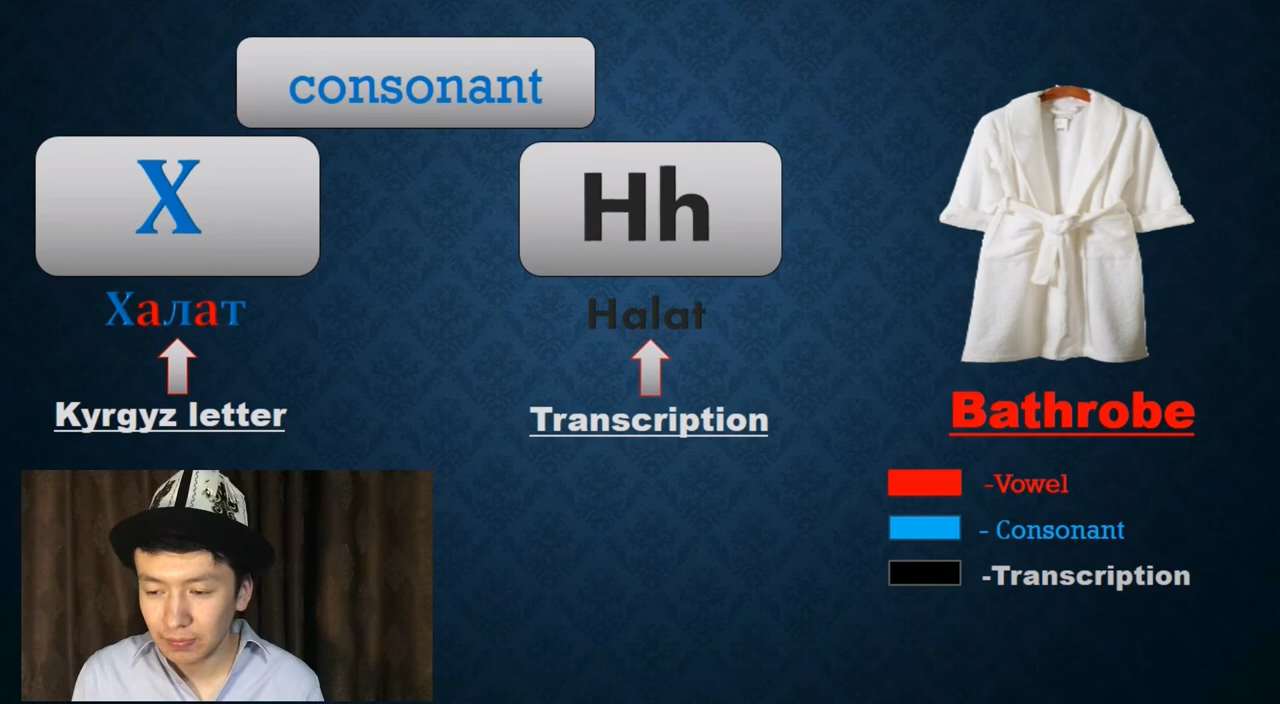 consonant
Х
Hh
Халат
Halat
Kyrgyz letter
Transcription
Bathrobe
-Vowel
- Consonant
-Transcription